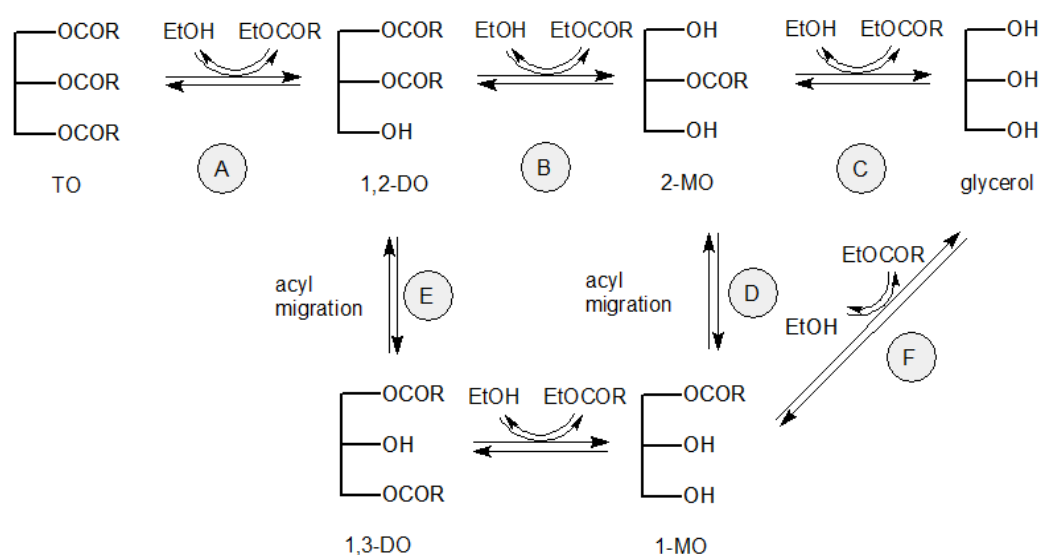 OCOR
EtOH
EtOCOR
OCOR
OCOR
TO
A
OCOR
OCOR
OH
1,2-DO
EtOH
EtOCOR
B
OH
OCOR
OH
2-MO
EtOH
EtOCOR
C
OH
OH
OH
glycerol
acyl
migration
E
acyl
migration
D
EtOCOR
EtOH
F
OCOR
OH
OCOR
1,3-DO
EtOH
EtOCOR
OCOR
OH
OH
1-MO